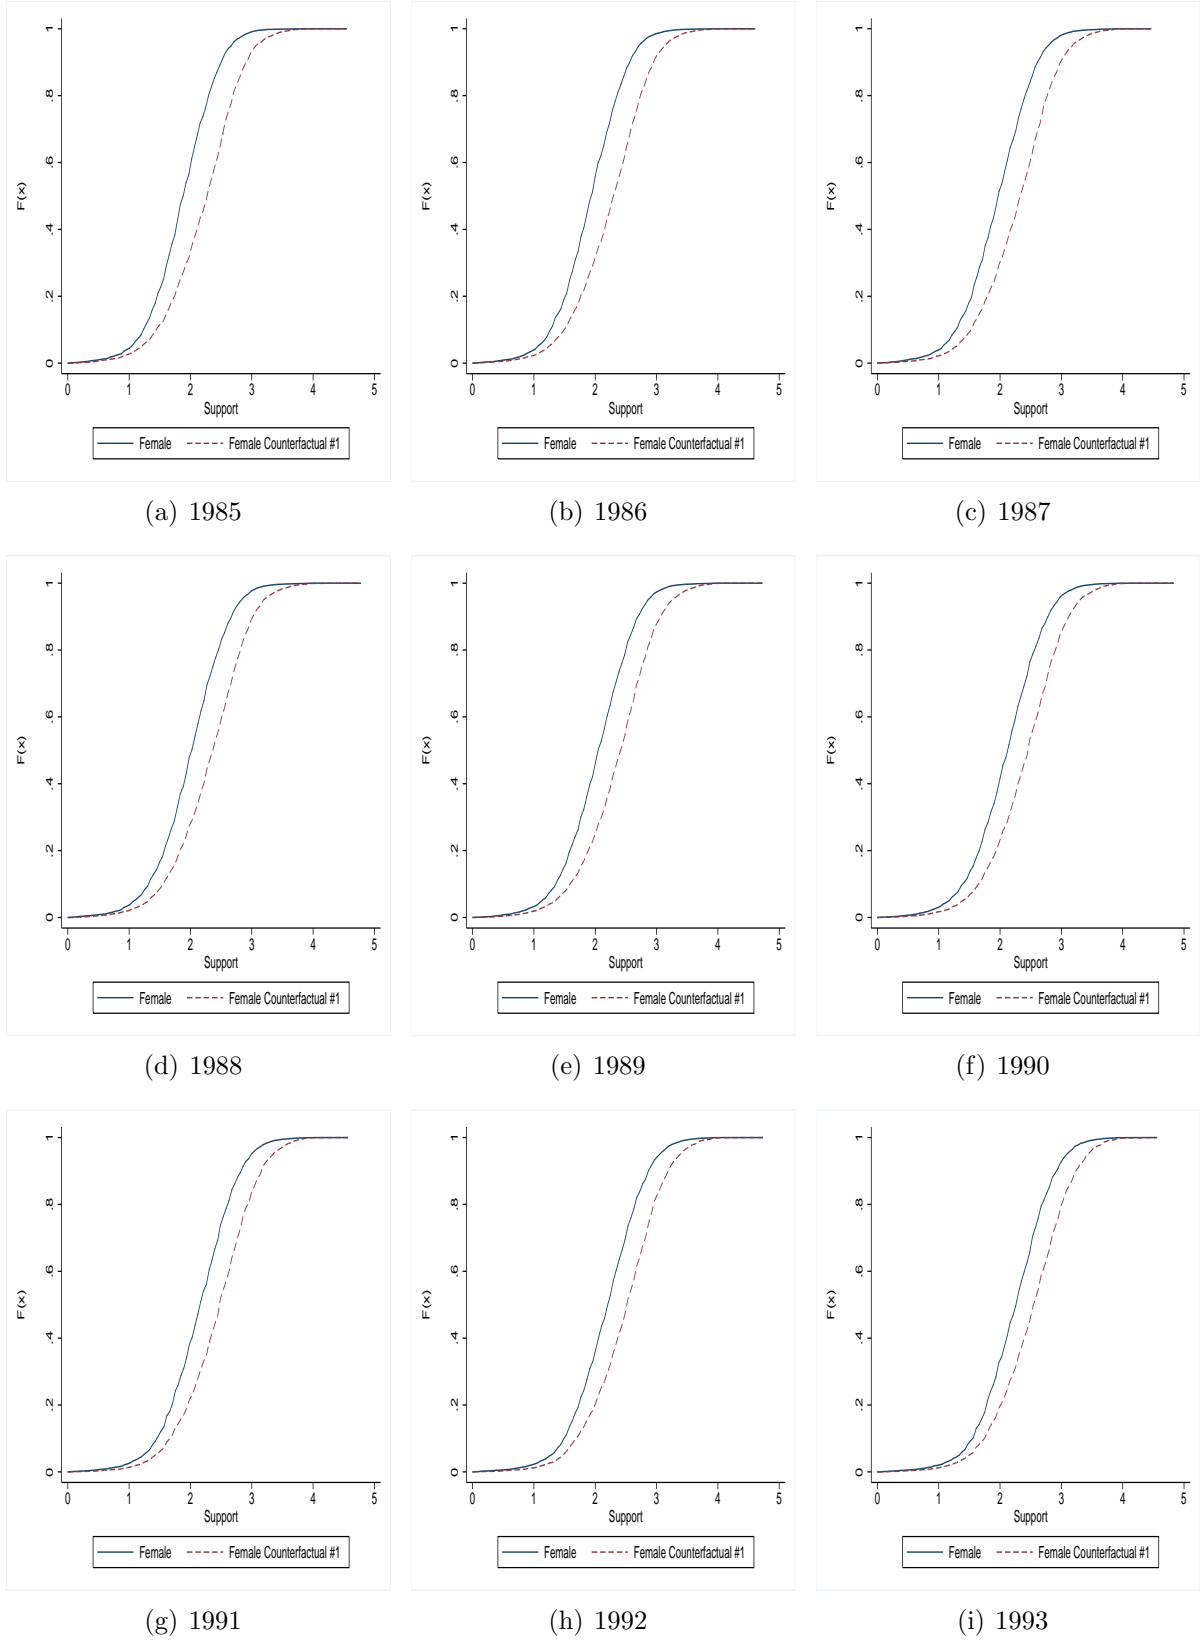 F(x)
0 .2 .4 .6 .8 1
0 1 2 3 4 5
Support
Female Female Counterfactual #1
(a) 1985
F(x)
0 .2 .4 .6 .8 1
0 1 2 3 4 5
Support
Female Female Counterfactual #1
(b) 1986
F(x)
0 .2 .4 .6 .8 1
0 1 2 3 4 5
Support
Female Female Counterfactual #1
(c) 1987
F(x)
0 .2 .4 .6 .8 1
0 1 2 3 4 5
Support
Female Female Counterfactual #1
(d) 1988
F(x)
0 .2 .4 .6 .8 1
0 1 2 3 4 5
Support
Female Female Counterfactual #1
(e) 1989
F(x)
0 .2 .4 .6 .8 1
0 1 2 3 4 5
Support
Female Female Counterfactual #1
(f) 1990
F(x)
0 .2 .4 .6 .8 1
0 1 2 3 4 5
Support
Female Female Counterfactual #1
(g) 1991
F(x)
0 .2 .4 .6 .8 1
0 1 2 3 4 5
Support
Female Female Counterfactual #1
(h) 1992
F(x)
0 .2 .4 .6 .8 1
0 1 2 3 4 5
Support
Female Female Counterfactual #1
(i) 1993